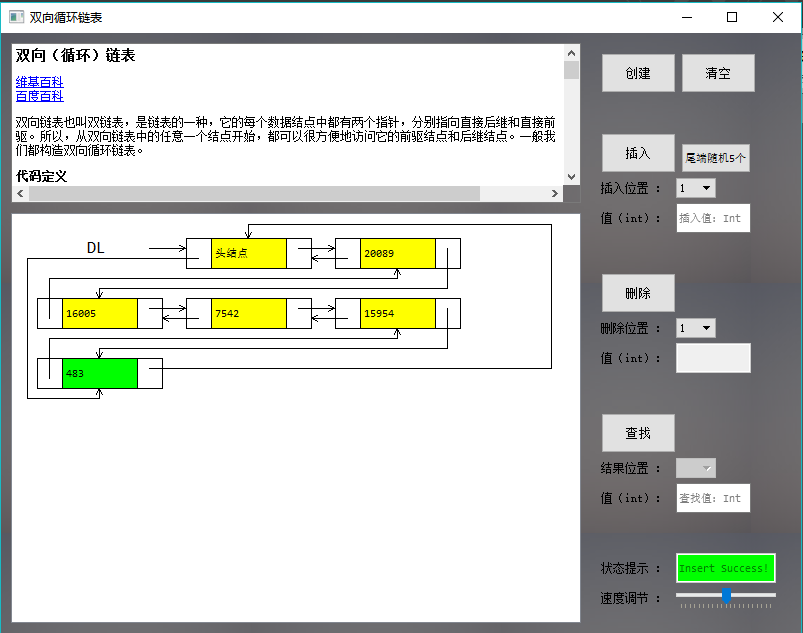 双向循环链表
双向（循环）链表
维基百科
百度百科
双向链表也叫双链表，是链表的一种，它的每个数据结点中都有两个指针，分别指向直接后继和直接前
驱。所以，从双向链表中的任意一个结点开始，都可以很方便地访问它的前驱结点和后继结点。一般我
们都构造双向循环链表。
代码定义
DL
头结点
20089
16005
7542
15954
483
创建
清空
插入
尾端随机5个
插入位置 ：
1
值（int）：
插入值: Int
删除
删除位置 ：
1
值（int）：
查找
结果位置 ：
值（int）：
查找值: Int
状态提示 ：
Insert Success!
速度调节 ：